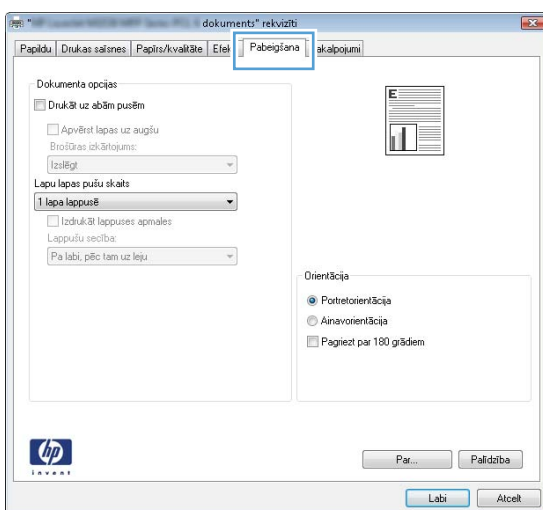 dokuments" rekvizīti
Papildu
Drukas saīsnes
Papīrs/kvalitāte
Efek
Pabeigšana
akalpojumi
Dokumenta opcijas
Drukāt uz abām pusēm
Apvērst lapas uz augšu
Brošūras izkārtojums:
Izslēgt
Lapu lapas pušu skaits
1 lapa lappusē
Izdrukāt lappuses apmales
Lappušu secība:
Pa labi, pēc tam uz leju
E
Orientācija
Portretorientācija
Ainavorientācija
Pagriezt par 180 grādiem
hp
invent
Par...
Palīdzība
Labi
Atcelt